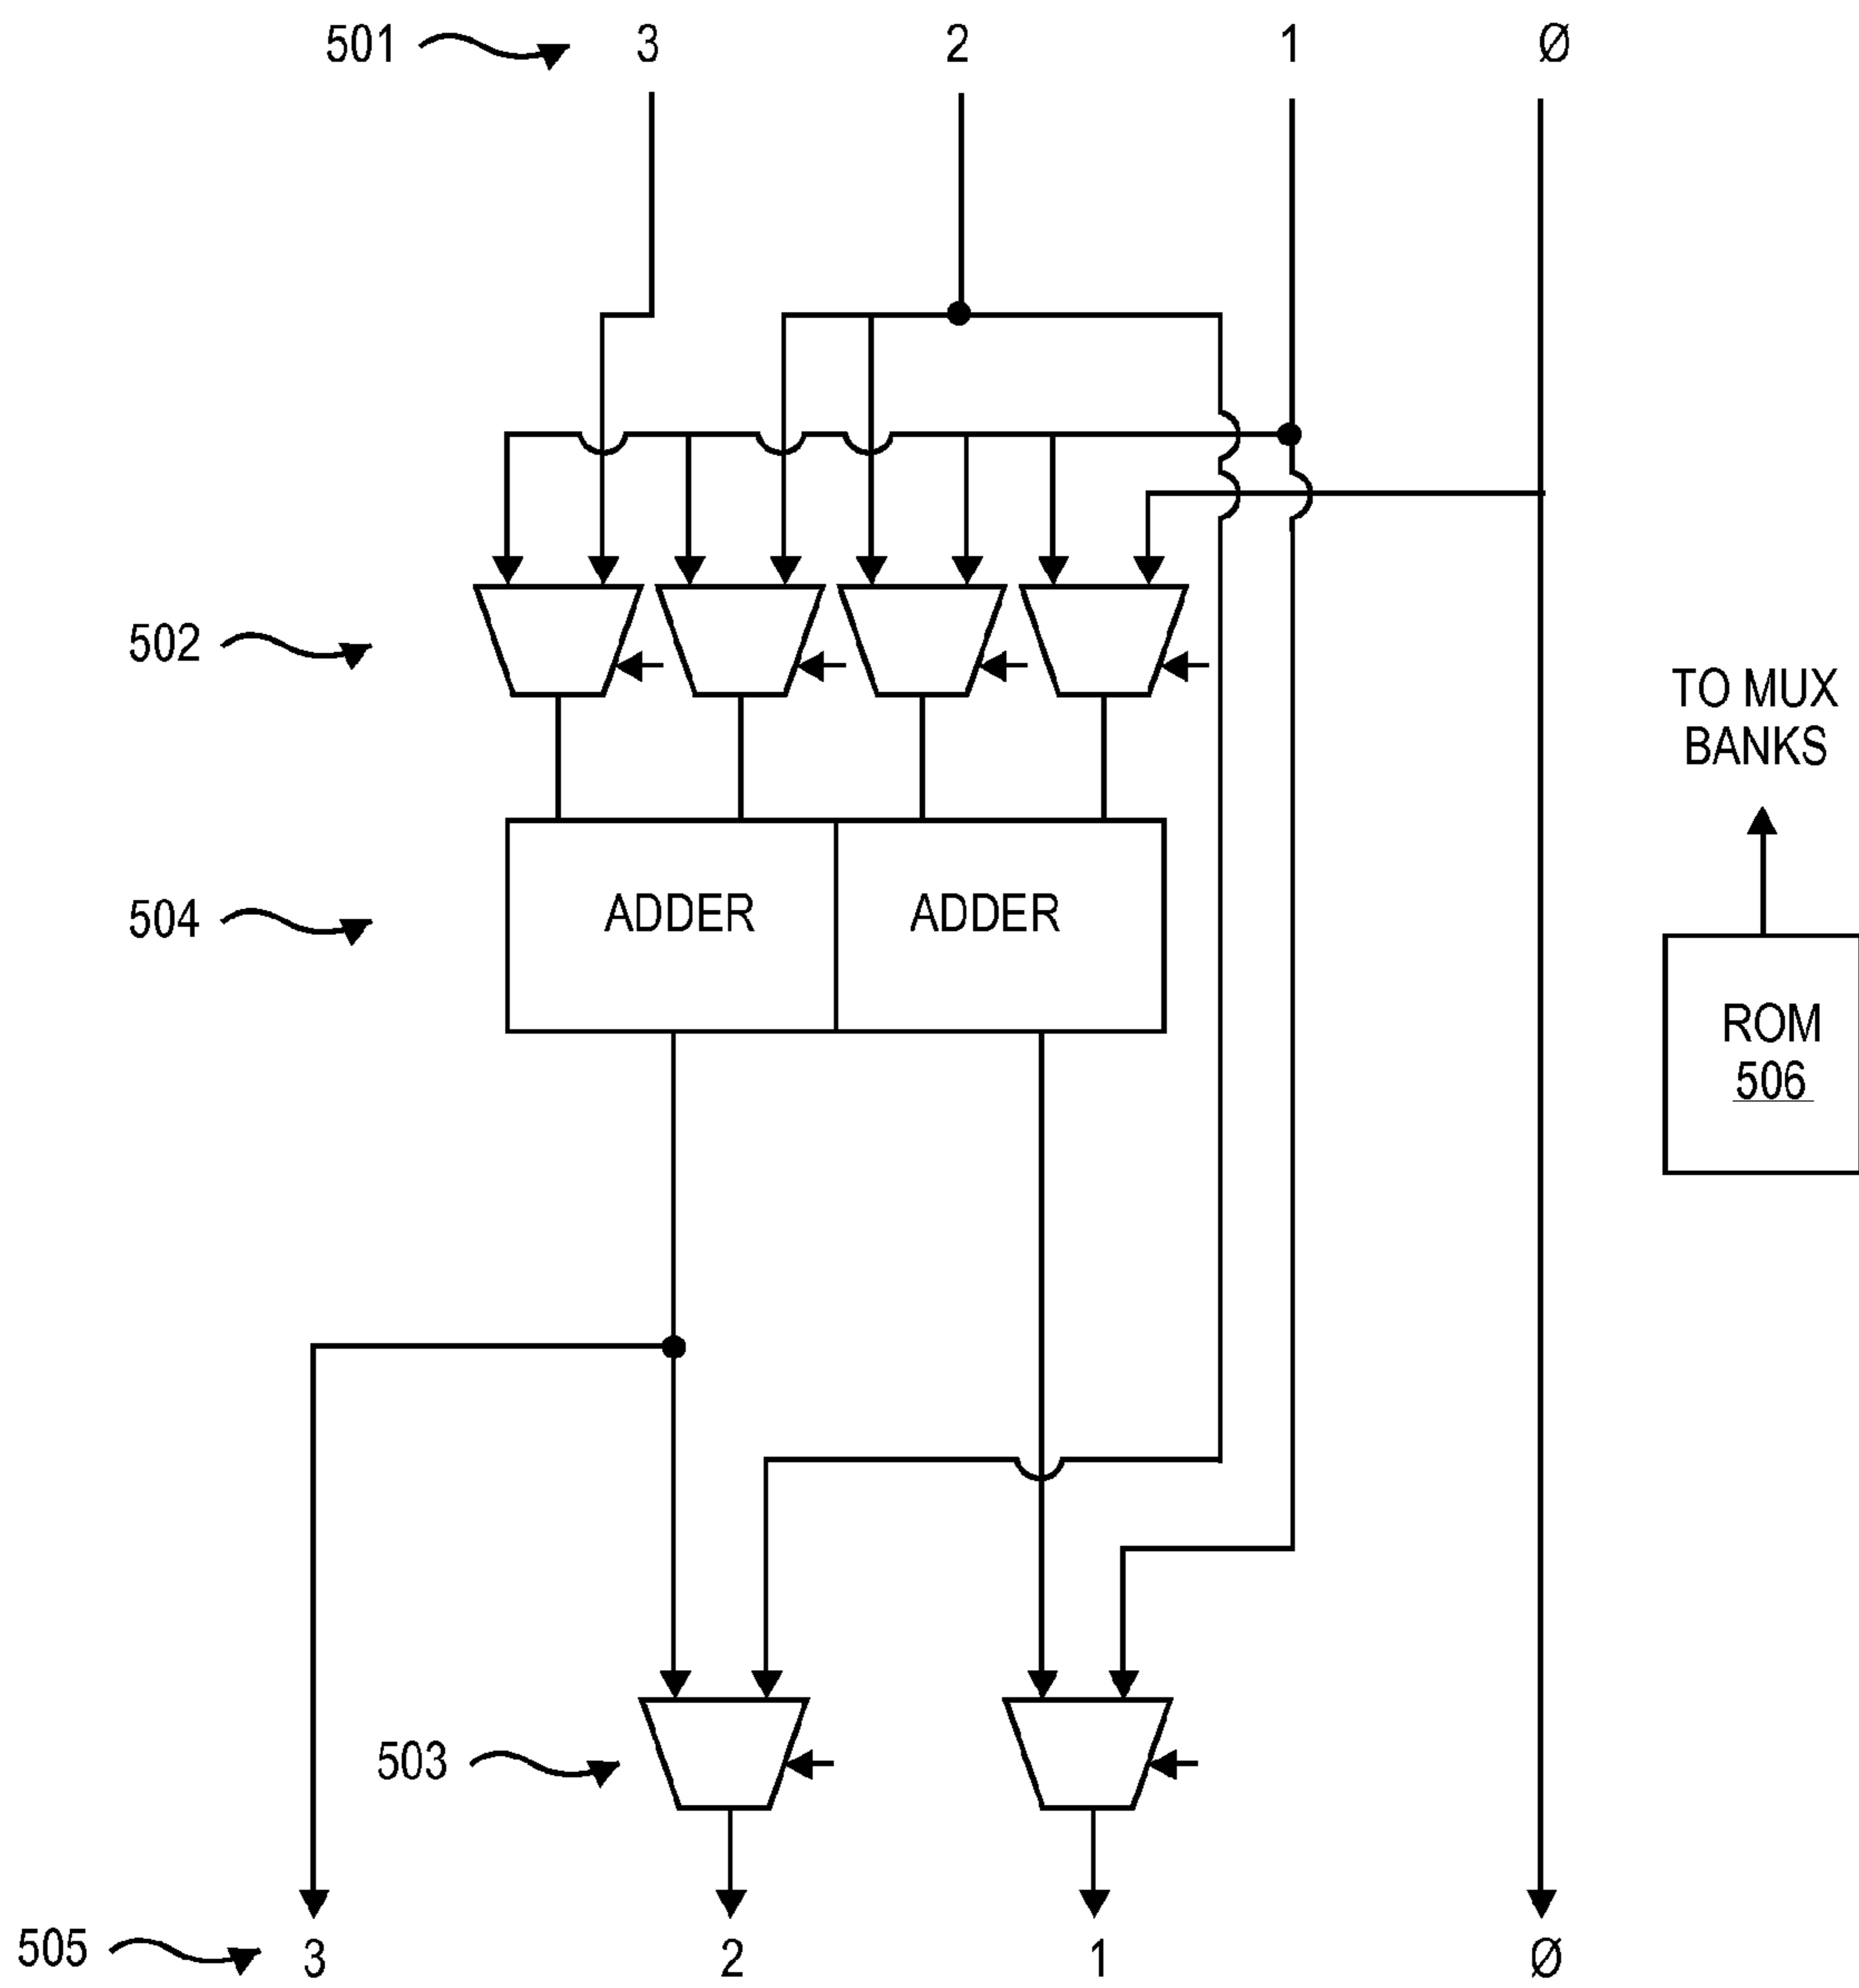 501 3 2 1 Ø
502
TO MUX
BANKS
504 ADDER ADDER
ROM
506
503
505 3 2 1 Ø